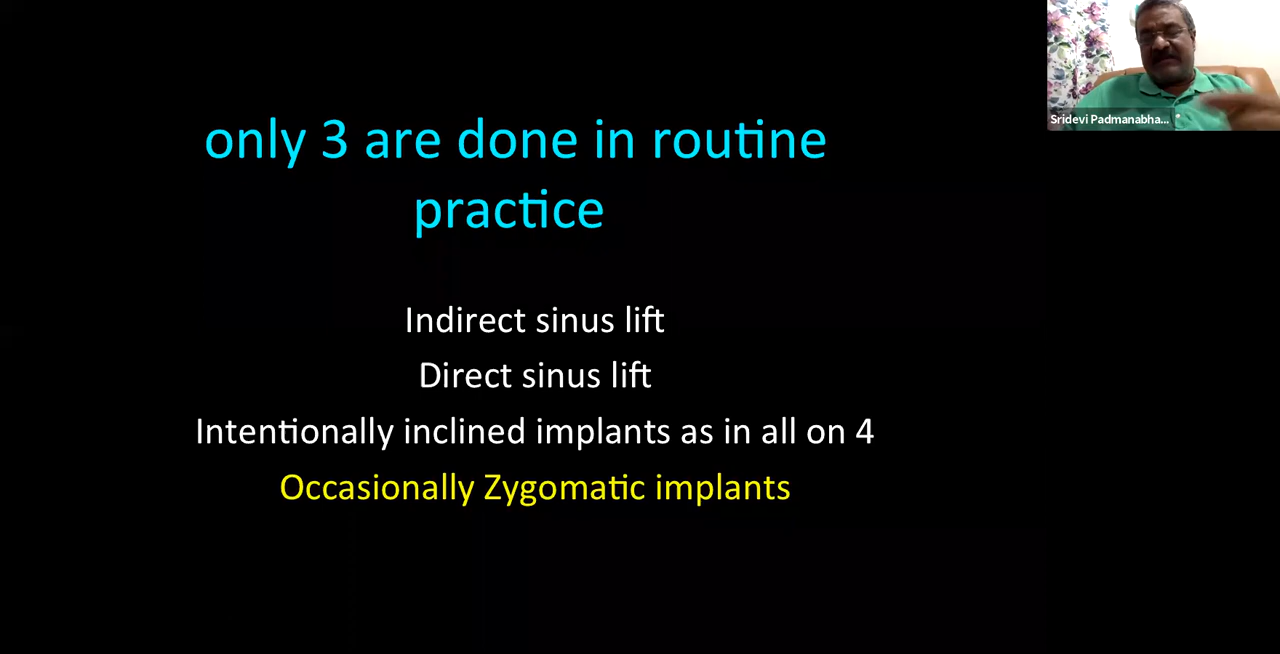 only 3 are done in routine
practice
Indirect sinus lift
Direct sinus lift
Intentionally inclined implants as in all on 4
Occasionally Zygomatic implants
Sridevi Padmanabha...